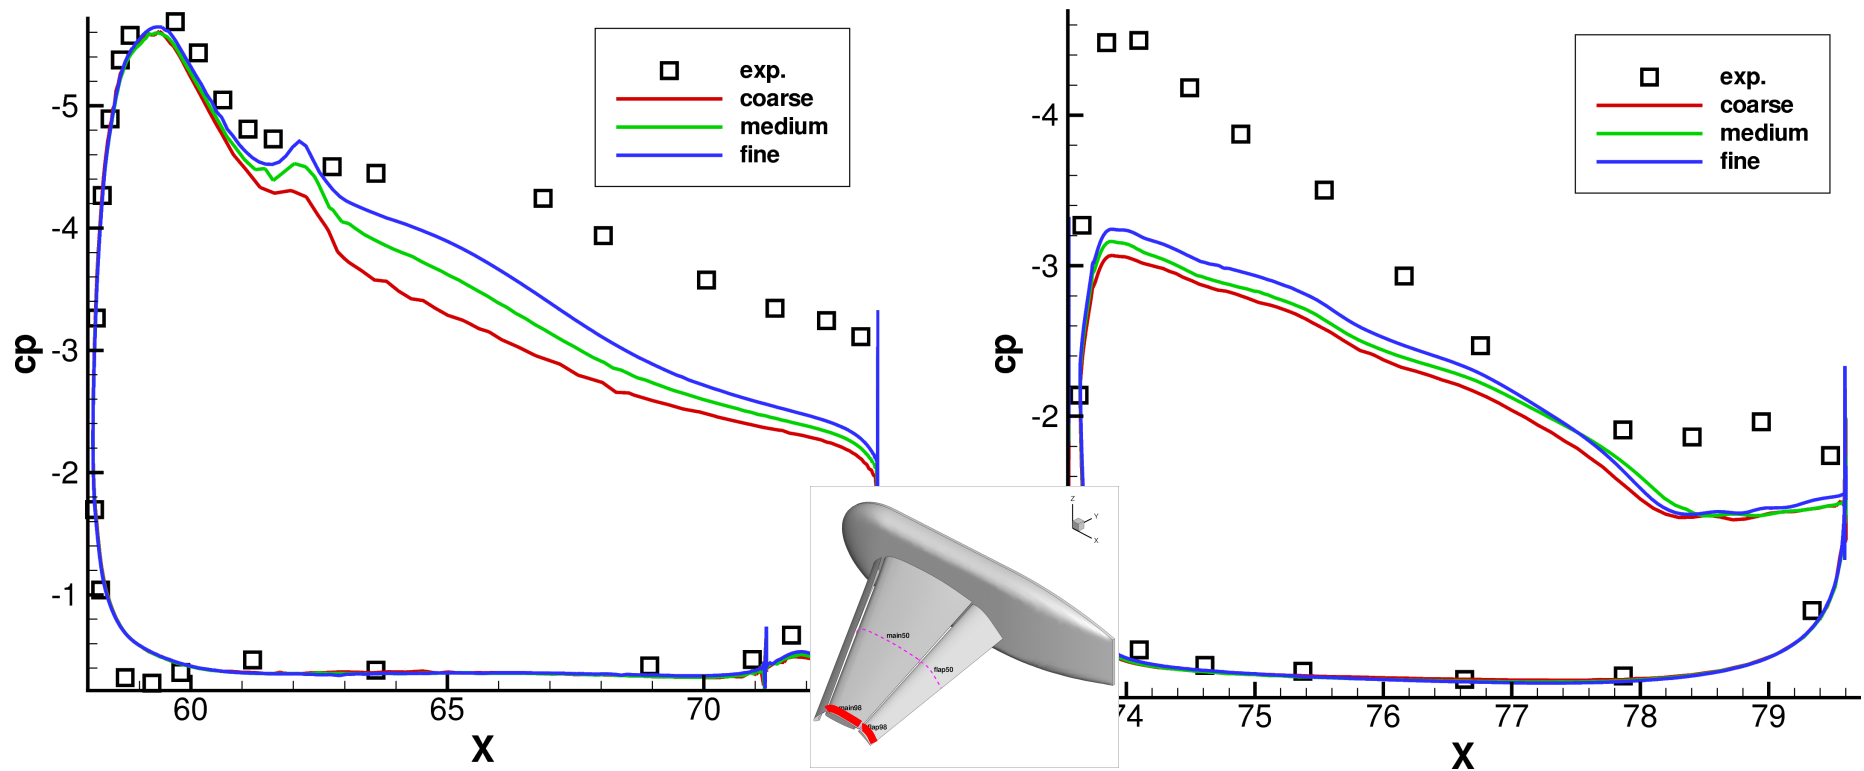 exp.
coarse
medium
fine
-5
-4
-3
-2
-1
cp
60
65
70
X
exp.
coarse
medium
fine
-4
-3
-2
cp
74
75
76
77
78
79
X
Z
Y
X
main50
flap50
main98
flap98